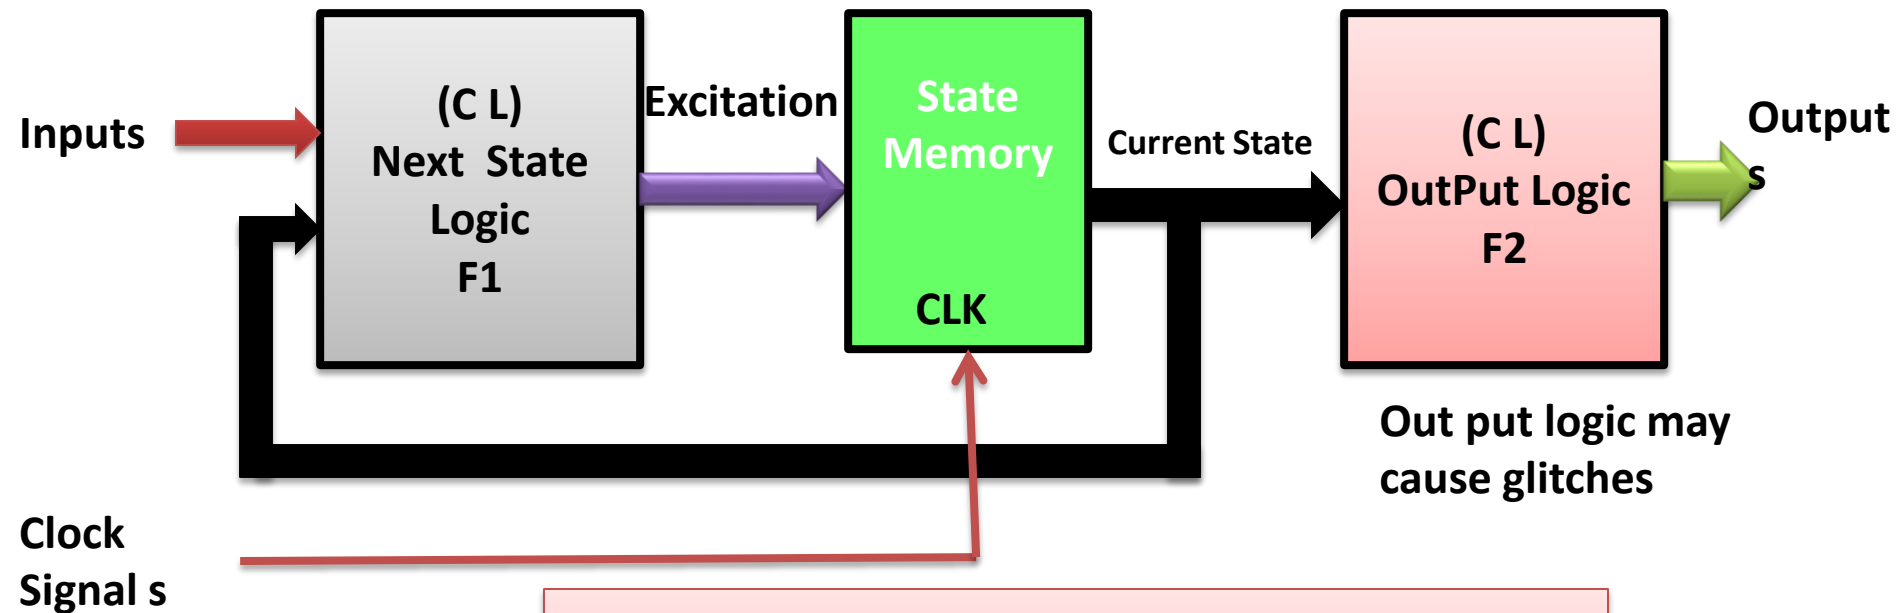 Inputs
(C L)
Next State
Logic
F1
Excitation
State
Memory
CLK
Current State
(C L)
OutPut Logic
F2
Output
s
Out put logic may
cause glitches
Clock
Signal s